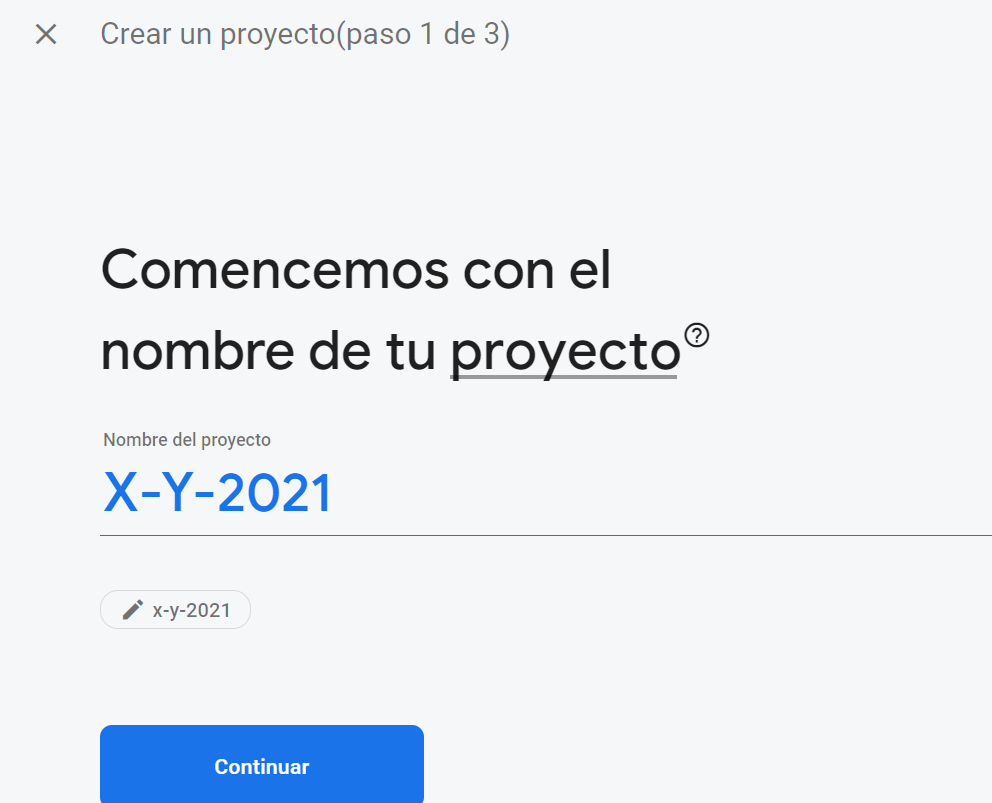 Crear un proyecto(paso 1 de 3)
Comencemos con el
nombre de tu proyecto
Nombre del proyecto
X-Y-2021
x-y-2021
Continuar